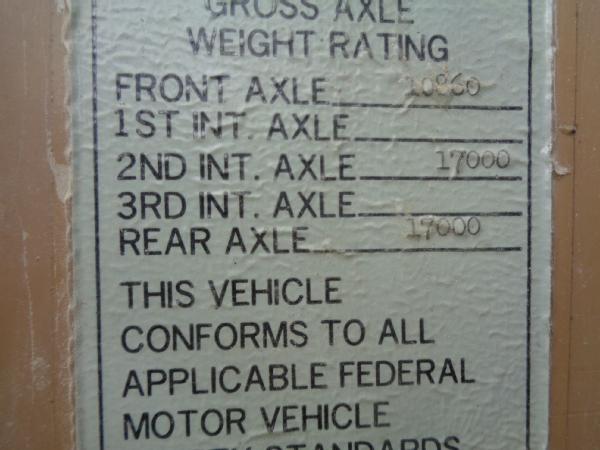 GROSS AXLE
WEIGHT RATING
FRONT AXLE 10860
1ST INT. AXLE
2ND INT. AXLE 17000
3RD INT. AXLE
REAR AXLE 17000
THIS VEHICLE
CONFORMS TO ALL
APPLICABLE FEDERAL
MOTOR VEHICLE
STANDARDS